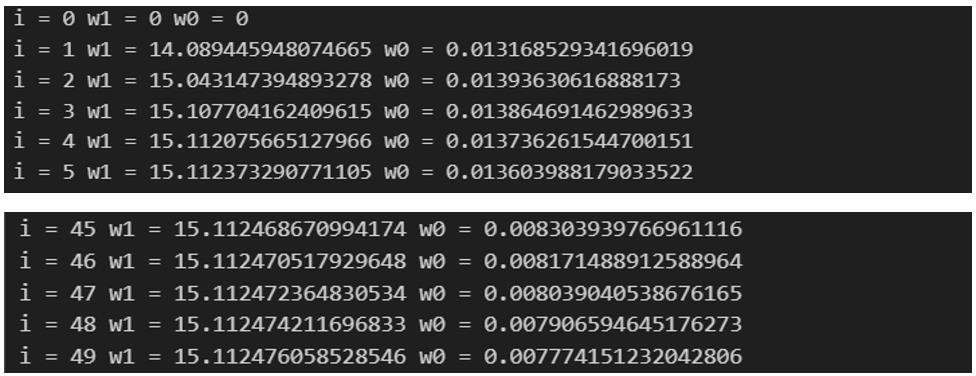 i = 0 w1 = 0 w0 = 0
i = 1 w1 = 14.089445948074665 w0 = 0.013168529341696019
i = 2 w1 = 15.043147394893278 w0 = 0.01393630616888173
i = 3 w1 = 15.107704162409615 w0 = 0.013864691462989633
i = 4 w1 = 15.112075665127966 w0 = 0.013736261544700151
i = 5 w1 = 15.112373290771105 w0 = 0.013603988179033522
i = 45 w1 = 15.112468670994174 w0 = 0.008303939766961116
i = 46 w1 = 15.112470517929648 w0 = 0.008171488912588964
i = 47 w1 = 15.112472364830534 w0 = 0.008039040538676165
i = 48 w1 = 15.112474211696833 w0 = 0.007906594645176273
i = 49 w1 = 15.112476058528546 w0 = 0.007774151232042806